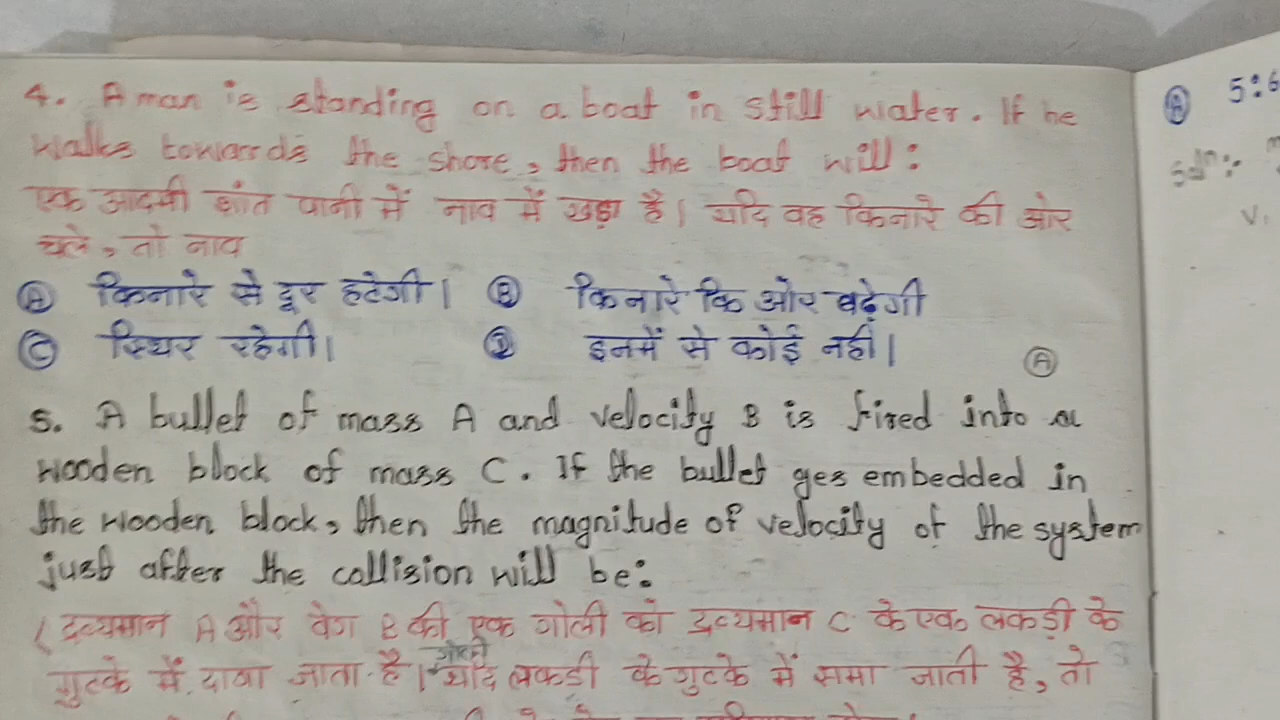 4. A man is standing on a boat in still water. If he
walks towards the shore, then the boat will:
एक आदमी शांत पानी में नाव में खड़ा है। यदि वह किनारे की ओर
चले, तो नाव
Ⓐ किनारे से दूर हटेगी। Ⓑ किनारे कि ओर बढ़ेगी
Ⓒ स्थिर रहेगी। Ⓓ इनमें से कोई नहीं।
Ⓐ
5. A bullet of mass A and velocity B is fired into a
wooden block of mass C. If the bullet ges embedded in
the wooden block, then the magnitude of velocity of the system
just after the collision will be:
(द्रव्यमान A और वेग B की एक गोली को द्रव्यमान C के एक लकड़ी के
गोली
गुटके में दागा जाता है। यदि लकडी के गुटके में समा जाती है, तो
Ⓐ 5:6
Soln:-